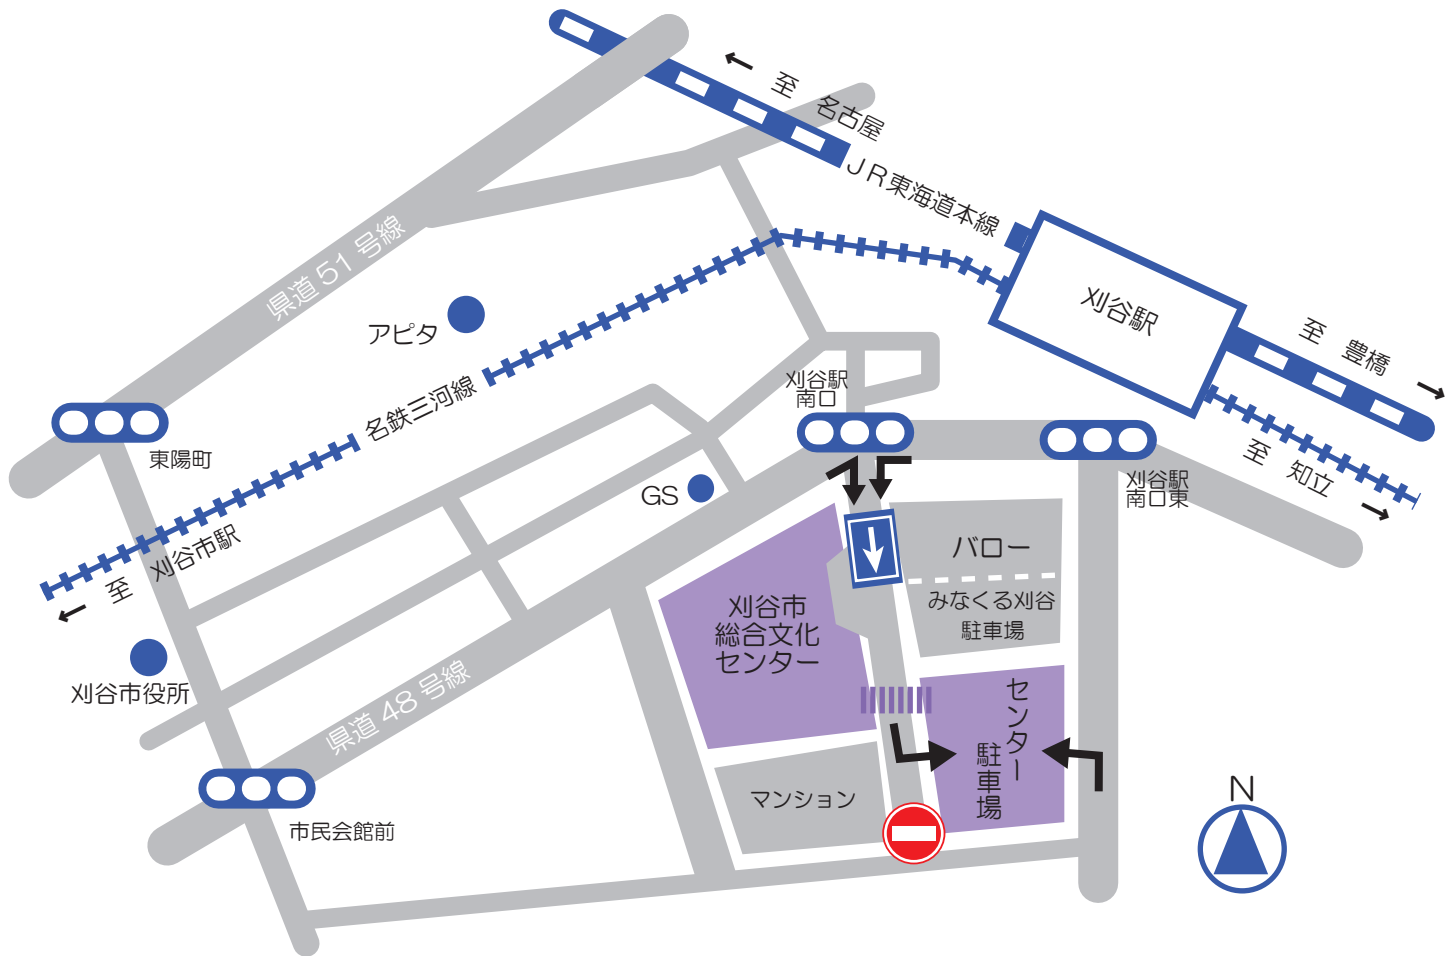 至 名古屋
JR東海道本線
県道51号線
刈谷駅
至 豊橋
アピタ
刈谷駅
南口
名鉄三河線
東陽町
至 知立
刈谷駅
南口東
GS
至 刈谷市駅
バロー
みなくる刈谷
駐車場
刈谷市
総合文化
センター
刈谷市役所
県道48号線
センター
駐車場
マンション
市民会館前
N